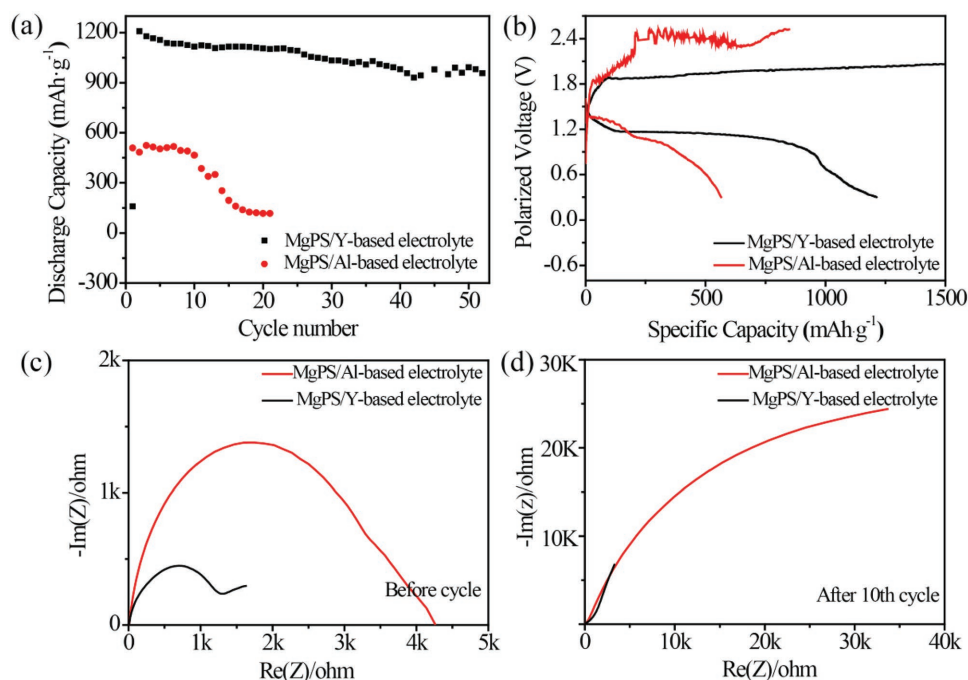 (a)
1200
900
600
300
0
-300
Discharge Capacity (mAh·g⁻¹)
MgPS/Y-based electrolyte
MgPS/Al-based electrolyte
0 10 20 30 40 50
Cycle number
(b)
2.4
1.8
1.2
0.6
0.0
-0.6
Polarized Voltage (V)
MgPS/Y-based electrolyte
MgPS/Al-based electrolyte
0 500 1000 1500
Specific Capacity (mAh·g⁻¹)
(c)
2k
1k
0
-Im(Z)/ohm
MgPS/Al-based electrolyte
MgPS/Y-based electrolyte
Before cycle
0 1k 2k 3k 4k 5k
Re(Z)/ohm
(d)
30K
20K
10K
0
-Im(z)/ohm
MgPS/Al-based electrolyte
MgPS/Y-based electrolyte
After 10th cycle
0 10k 20k 30k 40k
Re(Z)/ohm